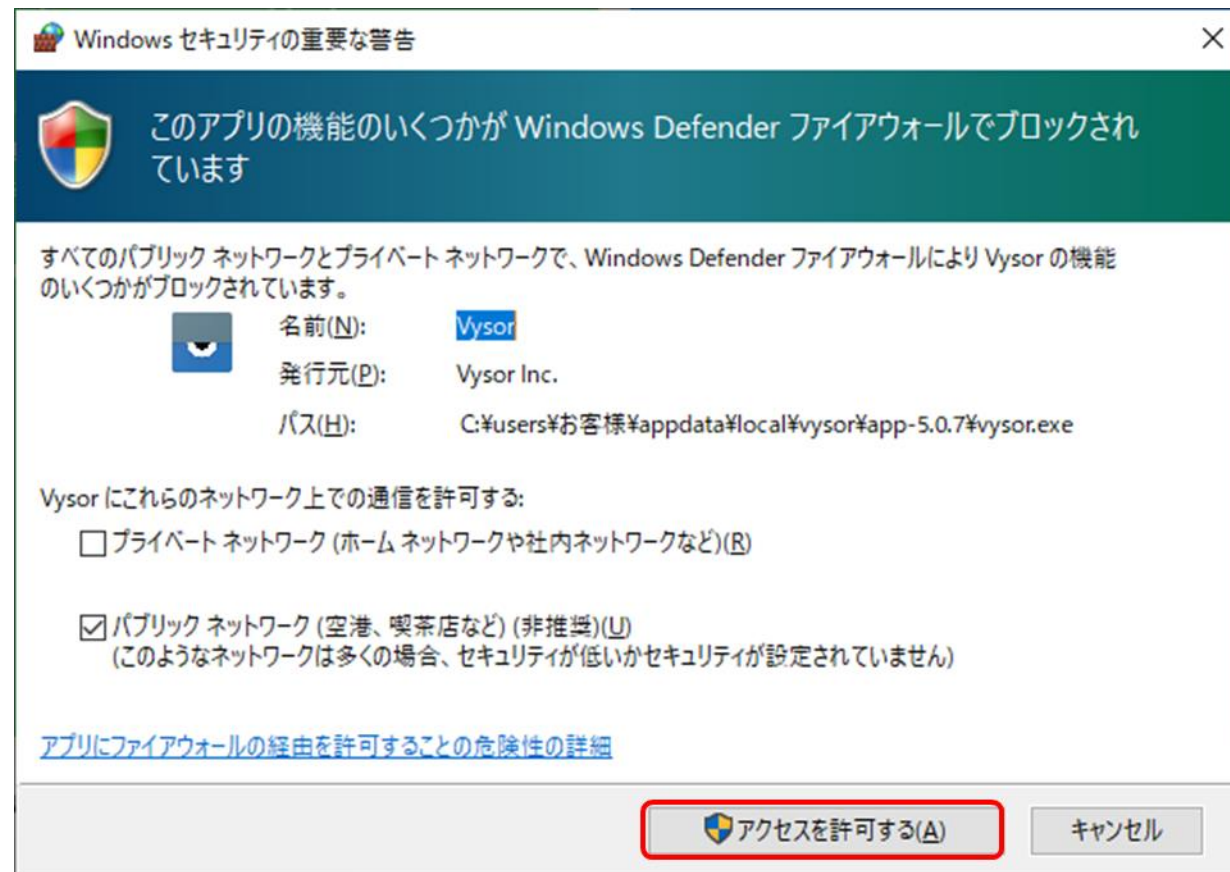 Windows セキュリティの重要な警告
このアプリの機能のいくつかが Windows Defender ファイアウォールでブロックされ
ています
すべてのパブリック ネットワークとプライベート ネットワークで、Windows Defender ファイアウォールにより Vysor の機能
のいくつかがブロックされています。
名前(N): Vysor
発行元(P): Vysor Inc.
パス(H): C:¥users¥お客様¥appdata¥local¥vysor¥app-5.0.7¥vysor.exe
Vysor にこれらのネットワーク上での通信を許可する:
プライベート ネットワーク (ホーム ネットワークや社内ネットワークなど)(R)
パブリック ネットワーク (空港、喫茶店など) (非推奨)(U)
(このようなネットワークは多くの場合、セキュリティが低いかセキュリティが設定されていません)
アプリにファイアウォールの経由を許可することの危険性の詳細
アクセスを許可する(A) キャンセル